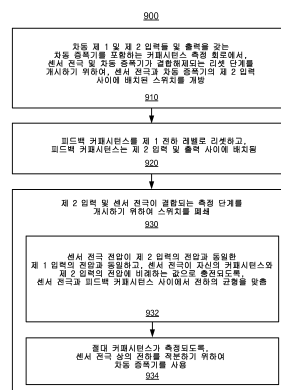 900
차동 제 1 및 제 2 입력들 및 출력을 갖는
차동 증폭기를 포함하는 커패시턴스 측정 회로에서,
센서 전극 및 차동 증폭기가 결합해제되는 리셋 단계를
개시하기 위하여, 센서 전극과 차동 증폭기의 제 2 입력
사이에 배치된 스위치를 개방
910
피드백 커패시턴스를 제 1 전하 레벨로 리셋하고,
피드백 커패시턴스는 제 2 입력 및 출력 사이에 배치됨
920
제 2 입력 및 센서 전극이 결합되는 측정 단계를
개시하기 위하여 스위치를 폐쇄
930
센서 전극 전압이 제 2 입력의 전압과 동일한
제 1 입력의 전압과 동일하고, 센서 전극이 자신의 커패시턴스와
제 2 입력의 전압에 비례하는 값으로 충전되도록,
센서 전극과 피드백 커패시턴스 사이에서 전하의 균형을 맞춤
932
절대 커패시턴스가 측정되도록,
센서 전극 상의 전하를 적분하기 위하여
차동 증폭기를 사용
934